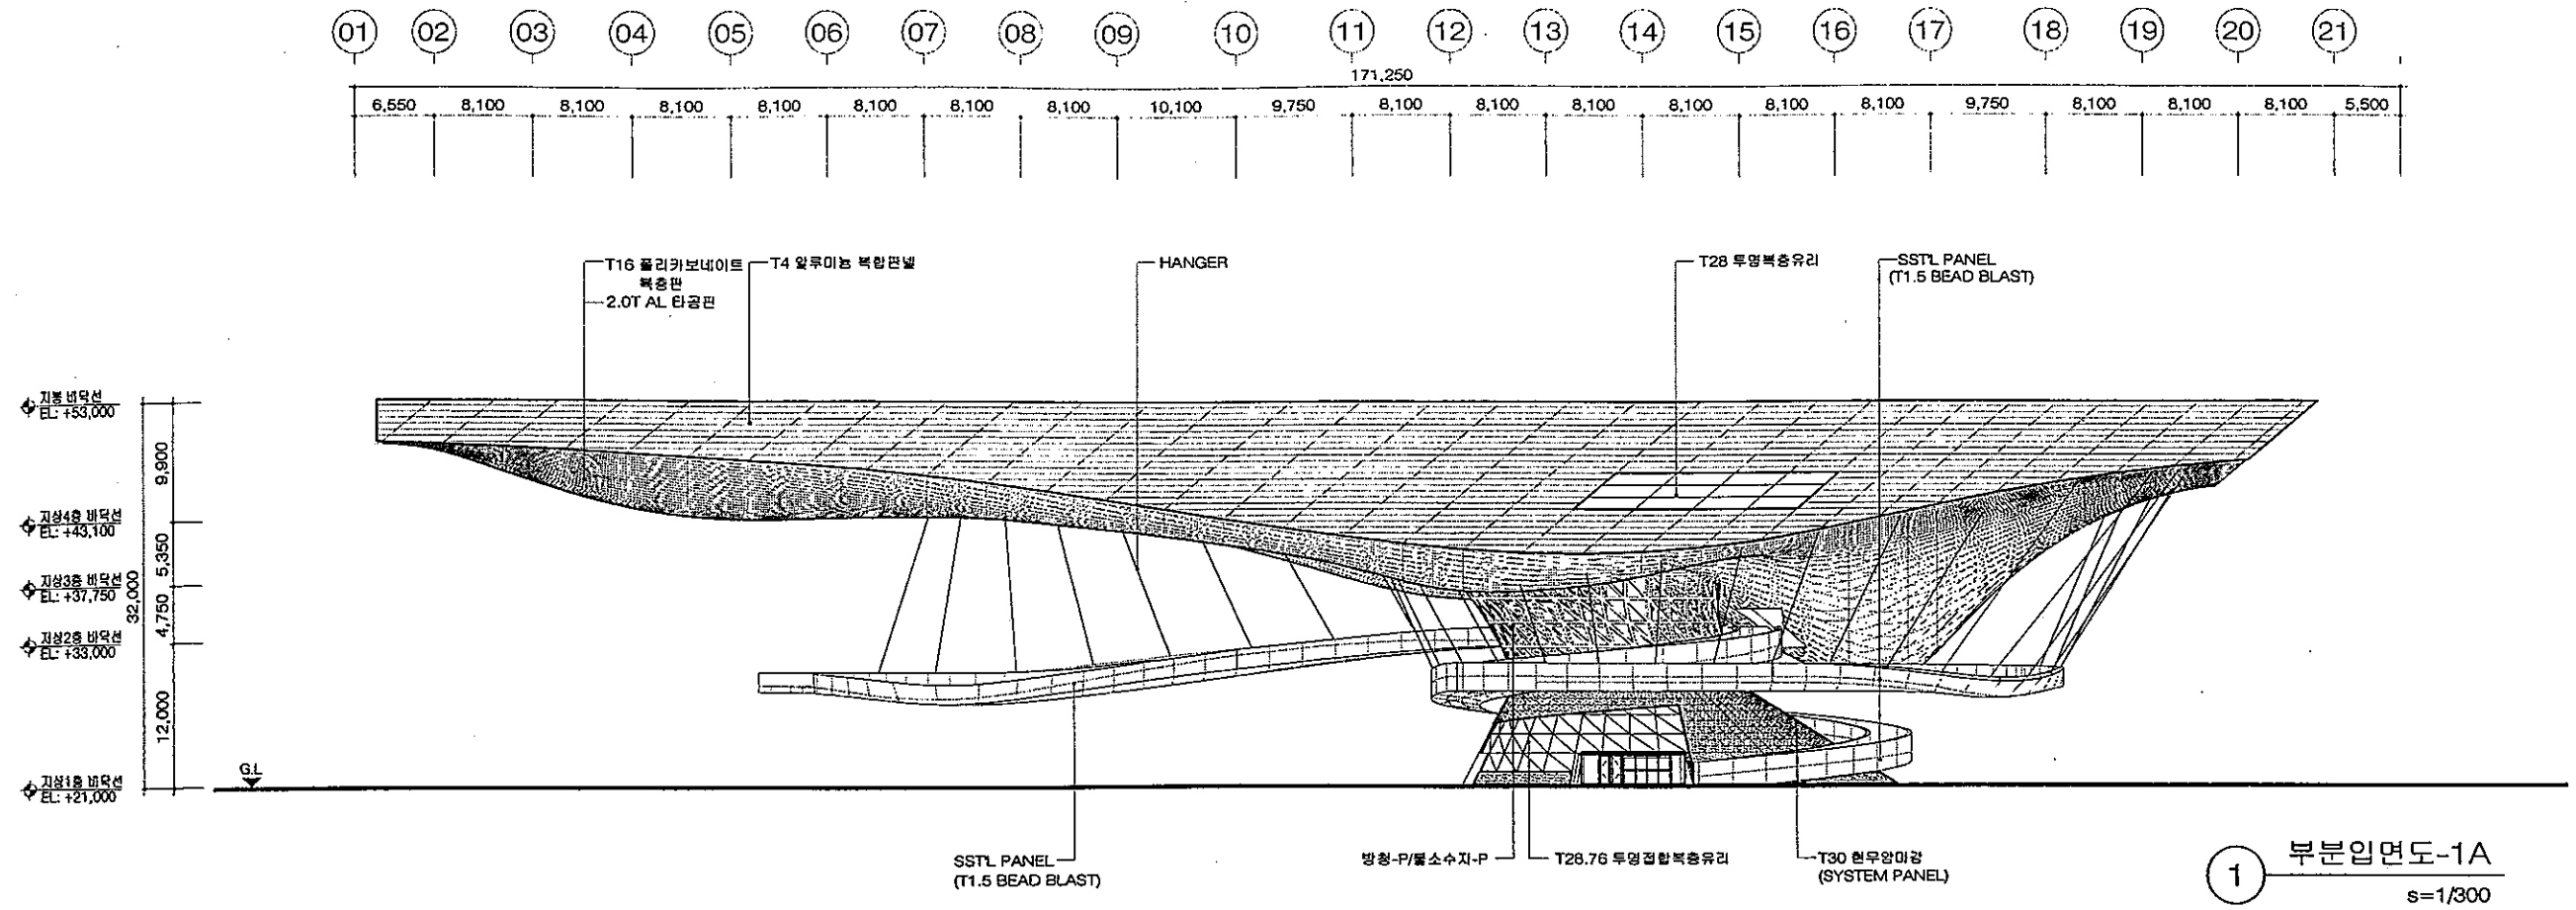 01 02 03 04 05 06 07 08 09 10 11 12 13 14 15 16 17 18 19 20 21
171,250
6,550 8,100 8,100 8,100 8,100 8,100 8,100 8,100 10,100 9,750 8,100 8,100 8,100 8,100 8,100 8,100 9,750 8,100 8,100 8,100 5,500
T16 폴리카보네이트
복층판
2.0T AL 타공판
T4 알루미늄 복합판넬
HANGER
T28 투명복층유리
SST'L PANEL
(T1.5 BEAD BLAST)
지붕 바닥선
EL: +53,000
9,900
지상4층 바닥선
EL: +43,100
5,350
지상3층 바닥선
EL: +37,750
32,000
4,750
지상2층 바닥선
EL: +33,000
12,000
G.L
지상1층 바닥선
EL: +21,000
SST'L PANEL
(T1.5 BEAD BLAST)
방청-P/불소수지-P
T28.76 투명접합복층유리
T30 현무암마감
(SYSTEM PANEL)
1
부분입면도-1A
s=1/300